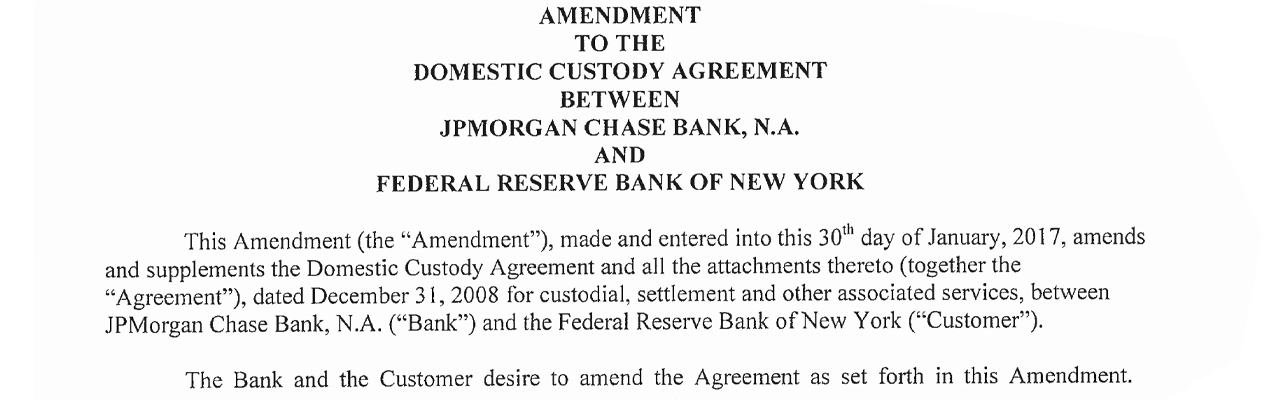 AMENDMENT
TO THE
DOMESTIC CUSTODY AGREEMENT
BETWEEN
JPMORGAN CHASE BANK, N.A.
AND
FEDERAL RESERVE BANK OF NEW YORK
This Amendment (the “Amendment”), made and entered into this 30th day of January, 2017, amends
and supplements the Domestic Custody Agreement and all the attachments thereto (together the
“Agreement”), dated December 31, 2008 for custodial, settlement and other associated services, between
JPMorgan Chase Bank, N.A. (“Bank”) and the Federal Reserve Bank of New York (“Customer”).
The Bank and the Customer desire to amend the Agreement as set forth in this Amendment.